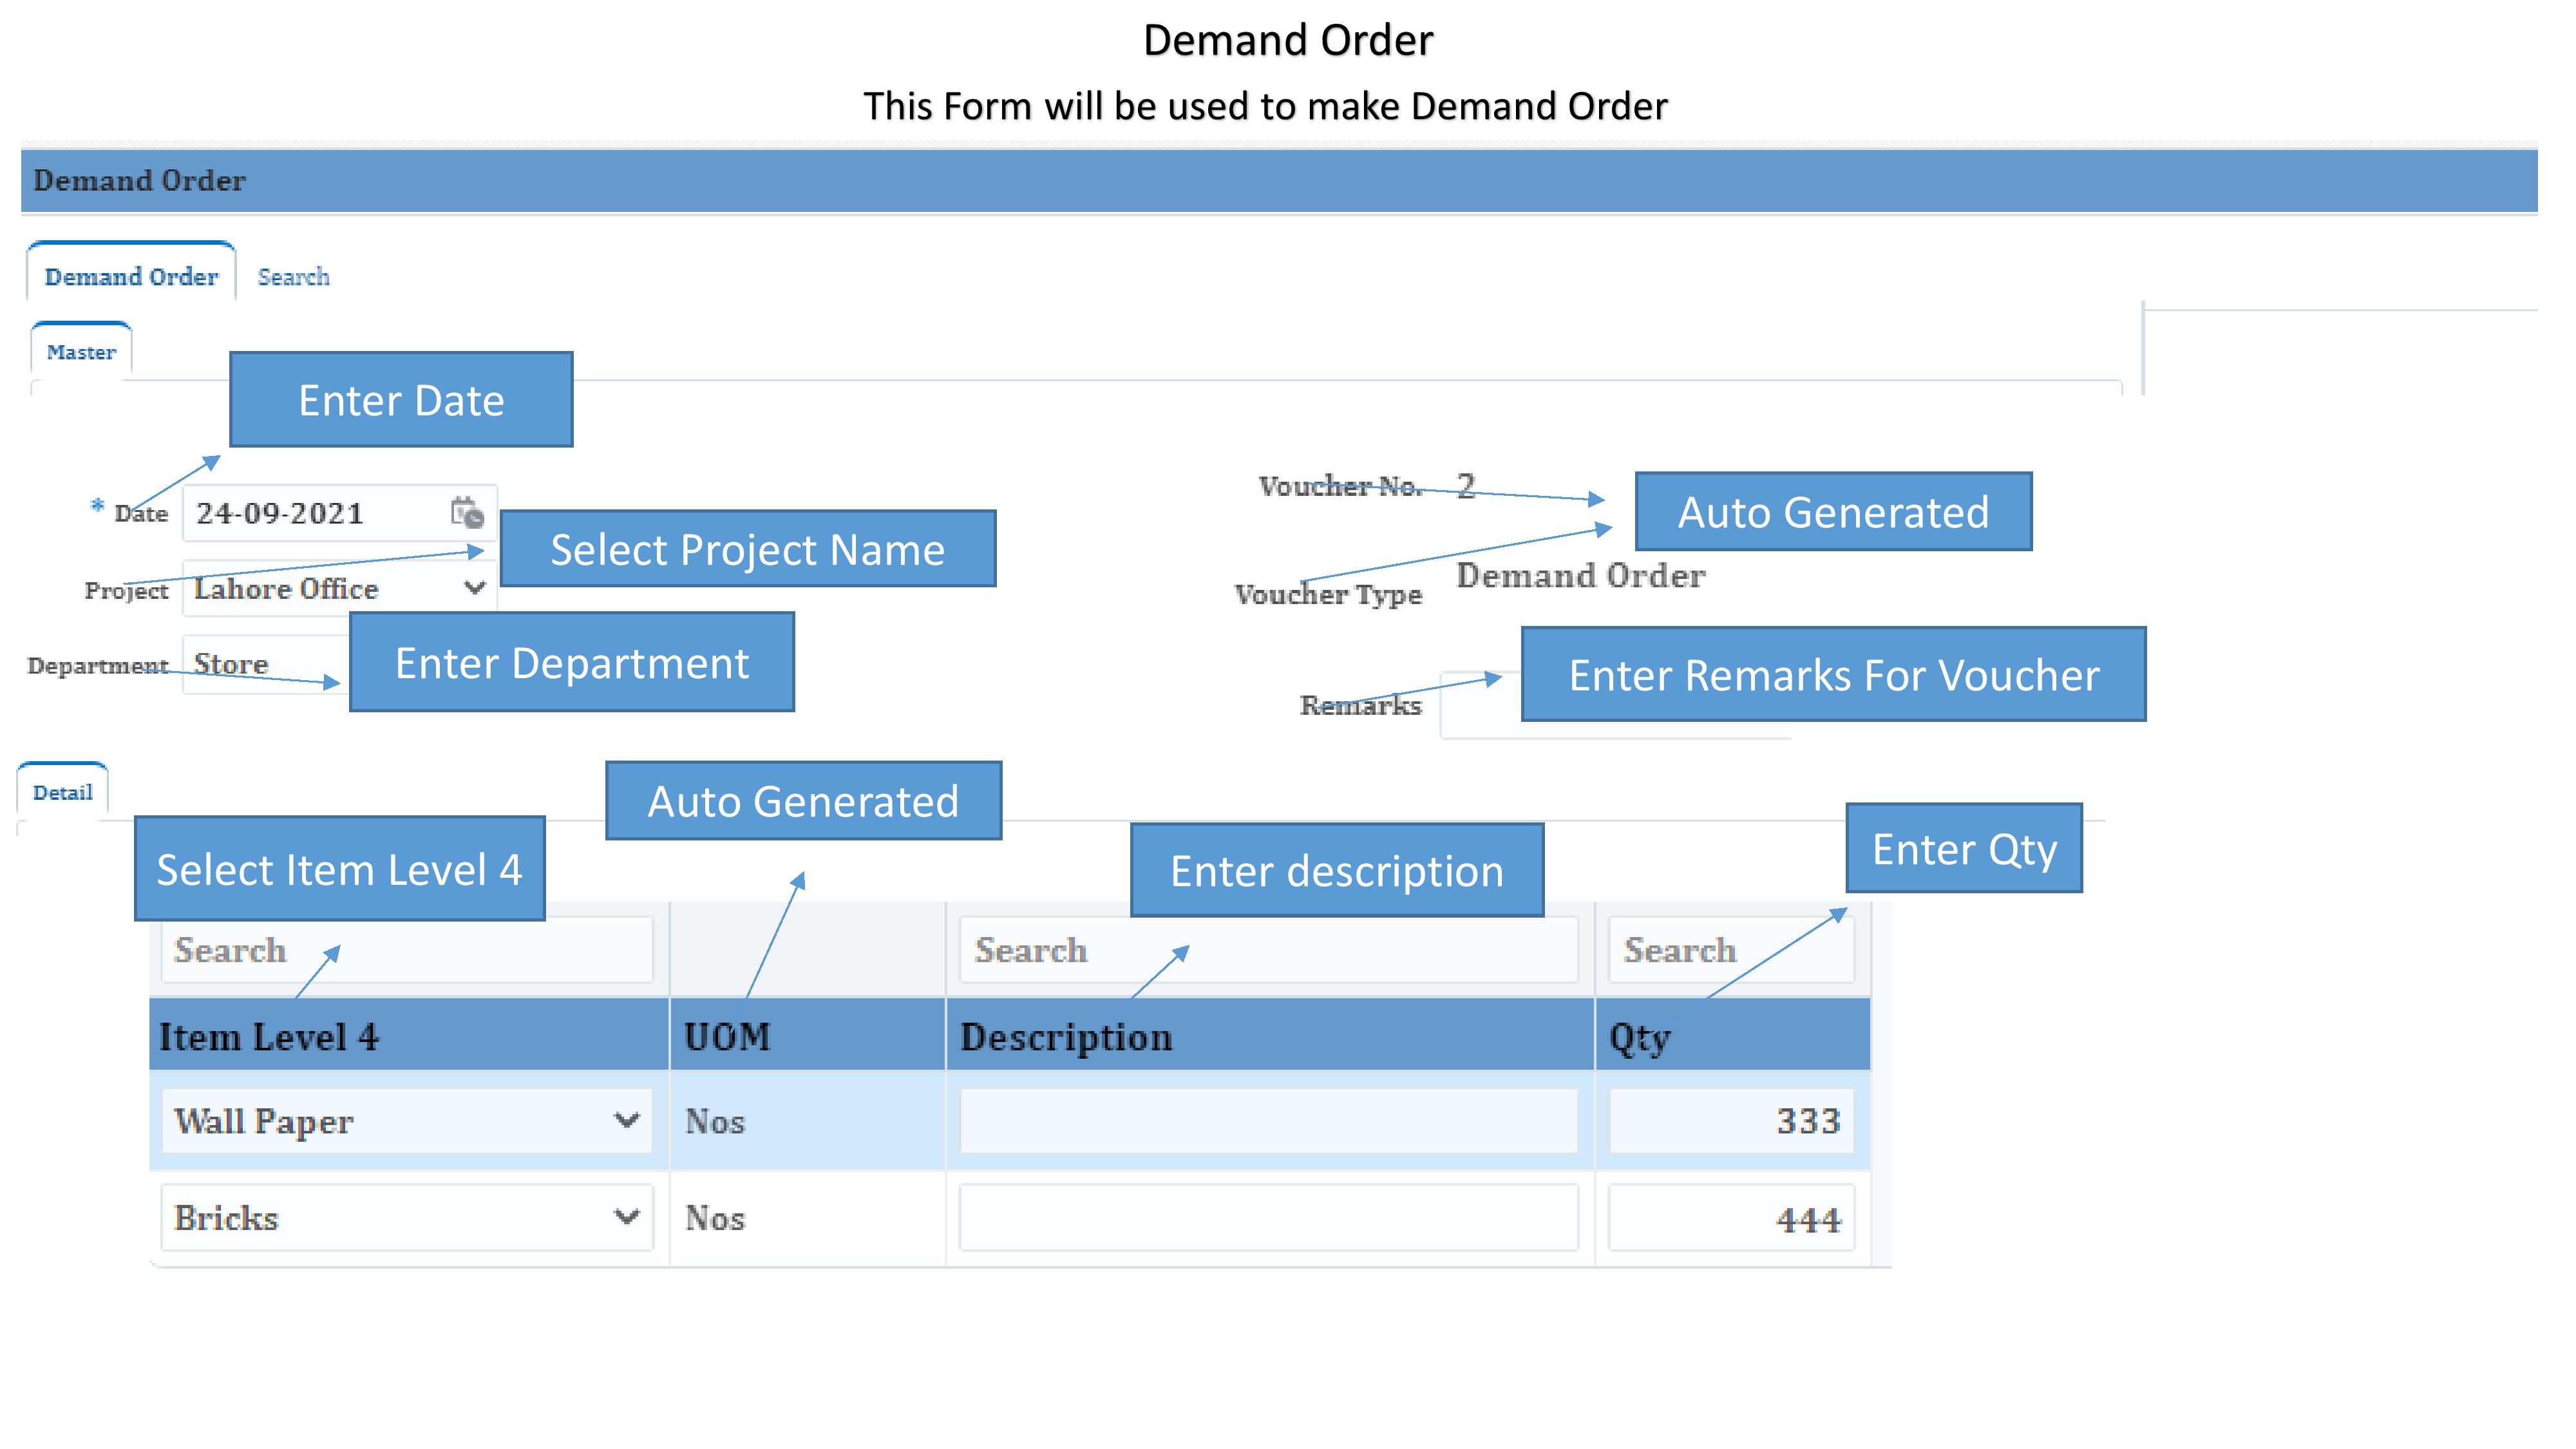 Demand Order
This Form will be used to make Demand Order
Demand Order
Demand Order Search
Master
Enter Date
* Date 24-09-2021
Select Project Name
Project Lahore Office
Department Store
Enter Department
Voucher No. 2
Auto Generated
Voucher Type Demand Order
Enter Remarks For Voucher
Remarks
Detail
Select Item Level 4
Auto Generated
Enter description
Enter Qty
Search Search Search
Item Level 4 UOM Description Qty
Wall Paper Nos 333
Bricks Nos 444